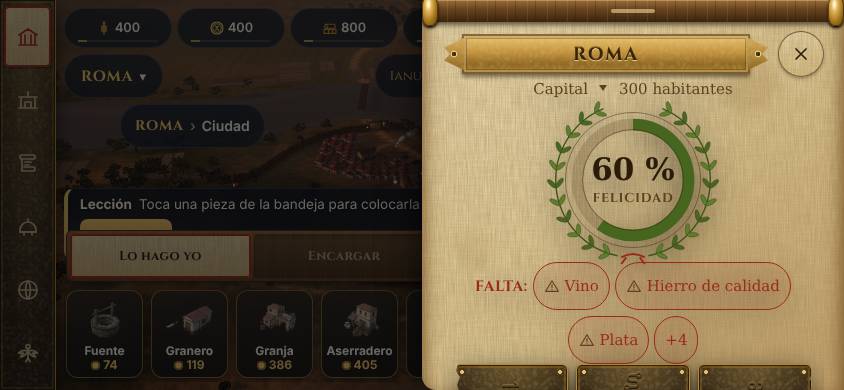 400
400
800
ROMA ▾
IANU
ROMA › Ciudad
Lección Toca una pieza de la bandeja para colocarla
LO HAGO YO
ENCARGAR
Fuente
74
Granero
119
Granja
386
Aserradero
405
ROMA
Capital ▾ 300 habitantes
60 %
FELICIDAD
FALTA: Vino Hierro de calidad
Plata +4